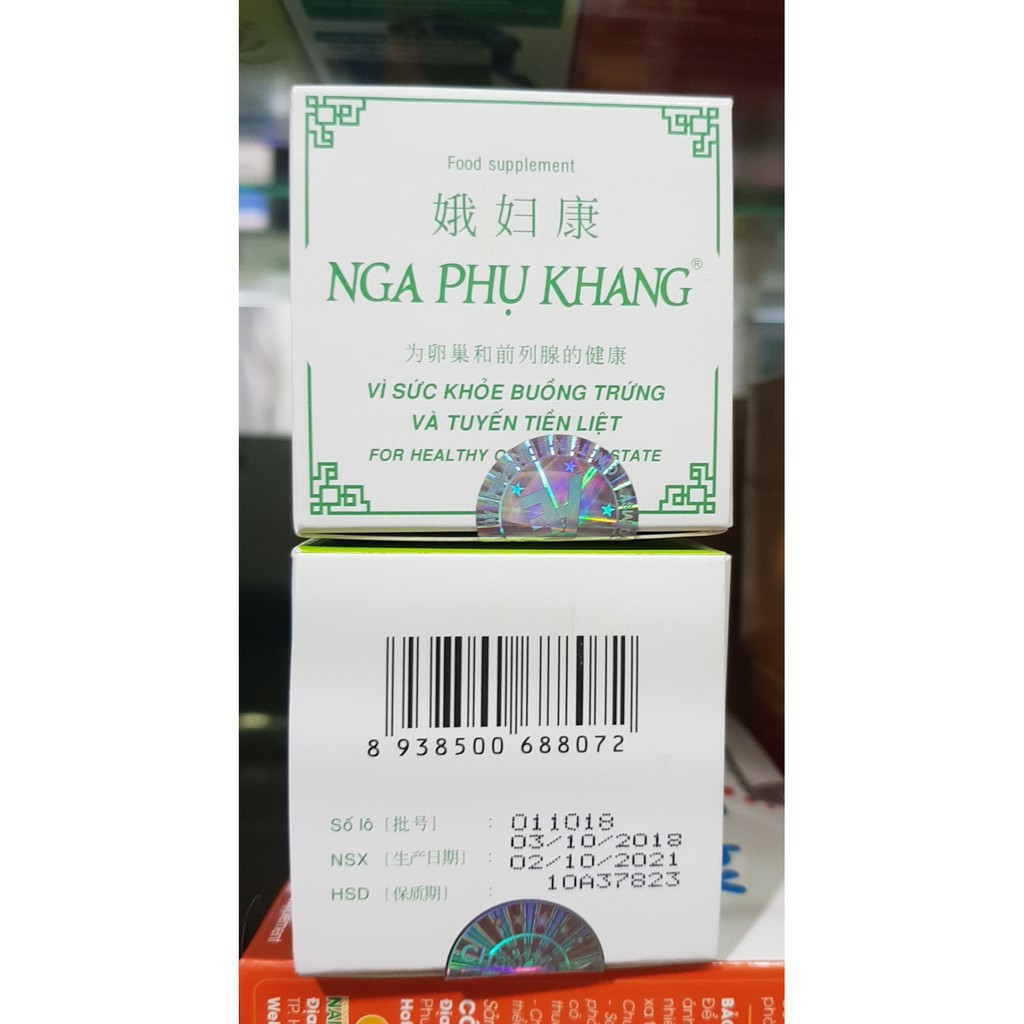 Food supplement
娥妇康
NGA PHỤ KHANG®
为卵巢和前列腺的健康
VÌ SỨC KHỎE BUỒNG TRỨNG
VÀ TUYẾN TIỀN LIỆT
FOR HEALTHY
8 938500 688072
Số lô [批号] : 011018
NSX [生产日期] : 03/10/2018
HSD [保质期] : 02/10/2021
10A37823